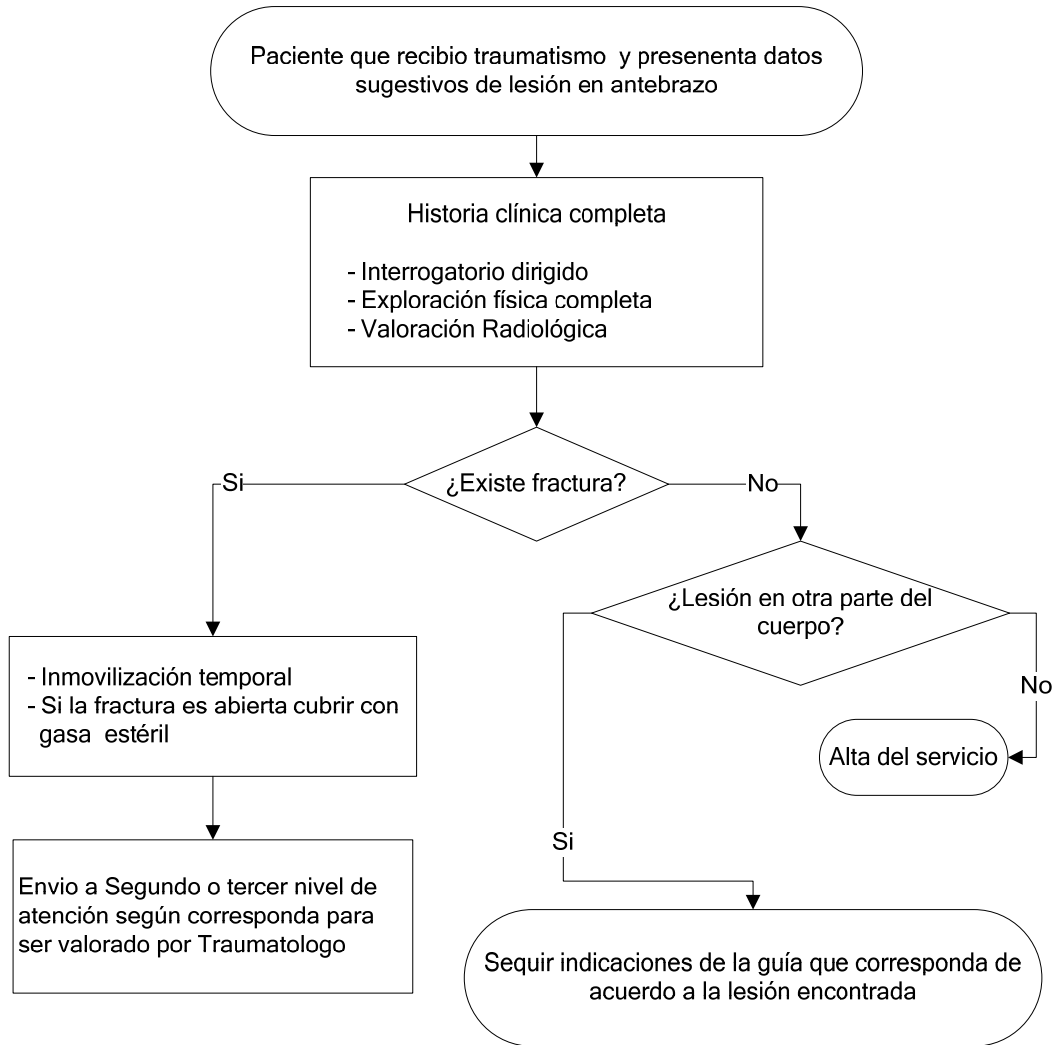 Paciente que recibio traumatismo y presenenta datos
sugestivos de lesión en antebrazo
Historia clínica completa
- Interrogatorio dirigido
- Exploración física completa
- Valoración Radiológica
¿Existe fractura?
Si
No
¿Lesión en otra parte del
cuerpo?
- Inmovilización temporal
- Si la fractura es abierta cubrir con
gasa estéril
No
Alta del servicio
Si
Envio a Segundo o tercer nivel de
atención según corresponda para
ser valorado por Traumatologo
Sequir indicaciones de la guía que corresponda de
acuerdo a la lesión encontrada